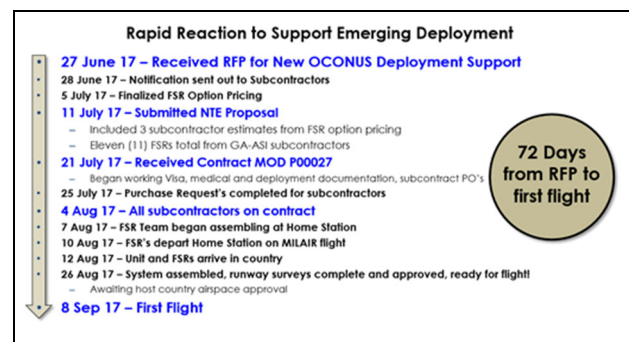 Rapid Reaction to Support Emerging Deployment
27 June 17 – Received RFP for New OCONUS Deployment Support
28 June 17 – Notification sent out to Subcontractors
5 July 17 – Finalized FSR Option Pricing
11 July 17 – Submitted NTE Proposal
– Included 3 subcontractor estimates from FSR option pricing
– Eleven (11) FSRs total from GA-ASI subcontractors
21 July 17 – Received Contract MOD P00027
– Began working Visa, medical and deployment documentation, subcontract PO's
25 July 17 – Purchase Request's completed for subcontractors
4 Aug 17 – All subcontractors on contract
7 Aug 17 – FSR Team began assembling at Home Station
10 Aug 17 – FSR's depart Home Station on MILAIR flight
12 Aug 17 – Unit and FSRs arrive in country
26 Aug 17 – System assembled, runway surveys complete and approved, ready for flight!
– Awaiting host country airspace approval
8 Sep 17 – First Flight
72 Days
from RFP to
first flight